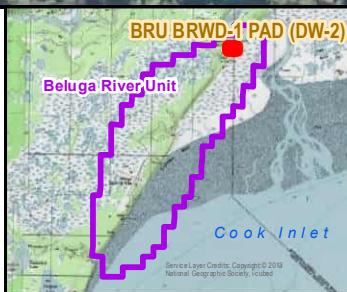 BRU BRWD-1 PAD (DW-2)
Beluga River Unit
Cook Inlet
Service Layer Credits: Copyright:© 2013
National Geographic Society, i-cubed